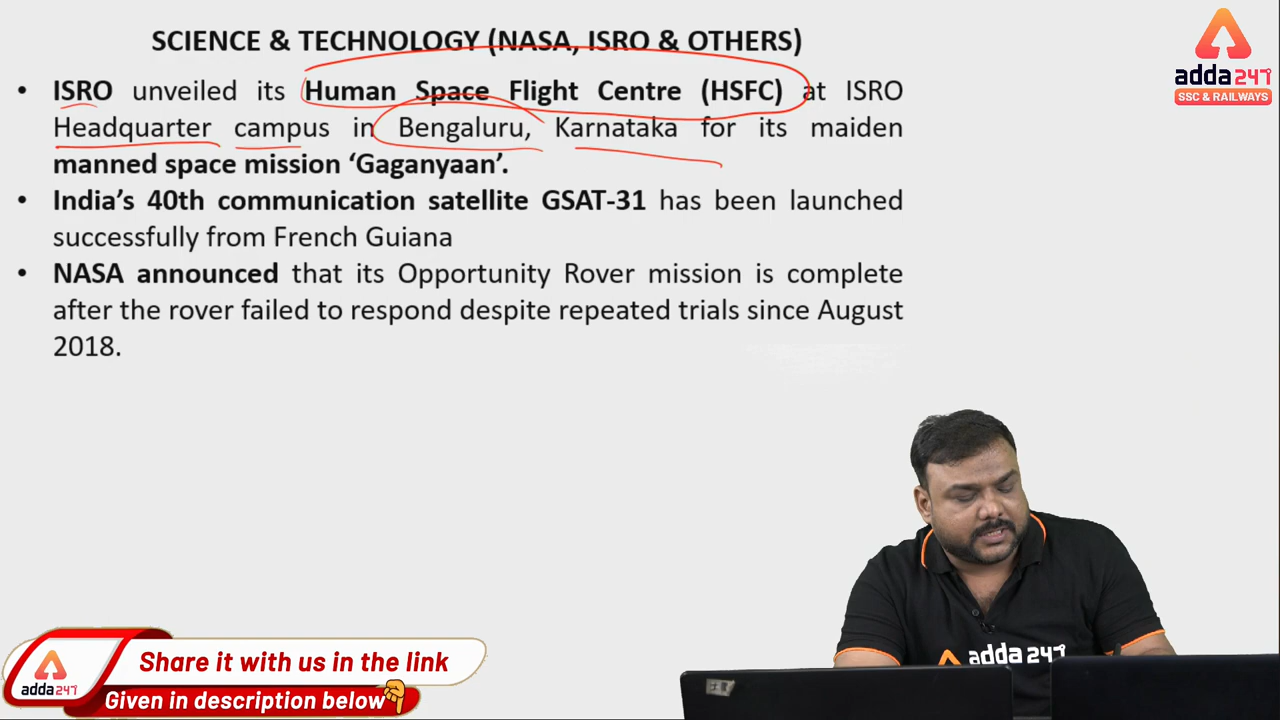 SCIENCE & TECHNOLOGY (NASA, ISRO & OTHERS)
• ISRO unveiled its Human Space Flight Centre (HSFC) at ISRO
Headquarter campus in Bengaluru, Karnataka for its maiden
manned space mission ‘Gaganyaan’.
• India’s 40th communication satellite GSAT-31 has been launched
successfully from French Guiana
• NASA announced that its Opportunity Rover mission is complete
after the rover failed to respond despite repeated trials since August
2018.
adda247
SSC & RAILWAYS
adda247
Share it with us in the link
adda247
Given in description below